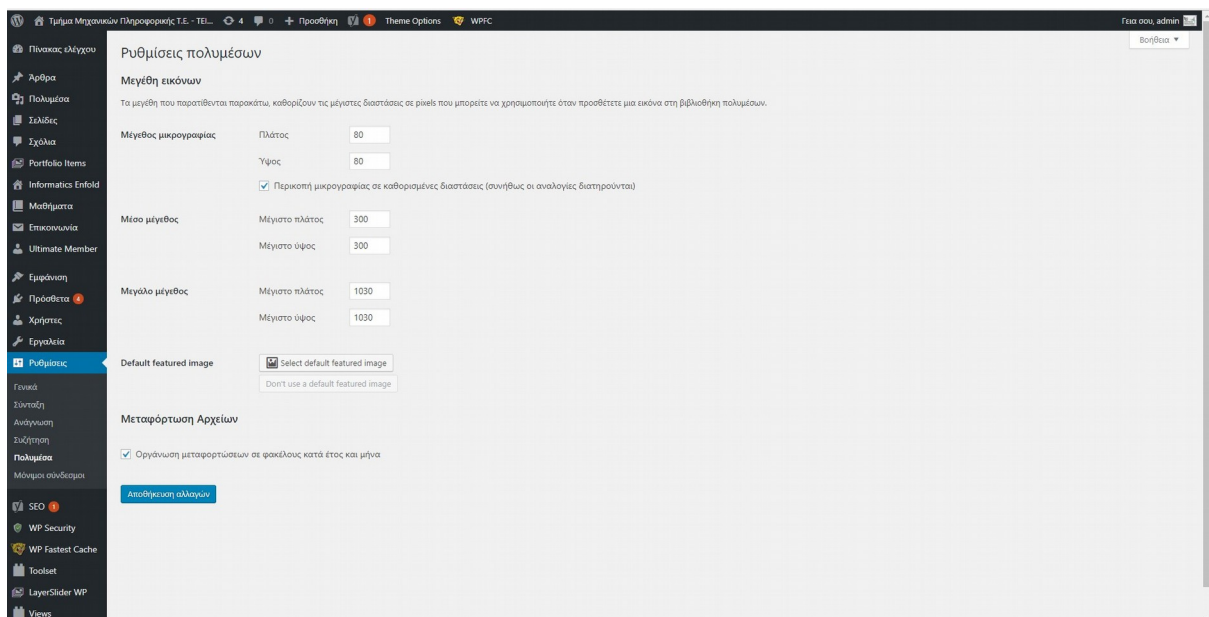 Τμήμα Μηχανικών Πληροφορικής Τ.Ε. - ΤΕΙ... 4 0 Προσθήκη 1 Theme Options WPFC Γεια σου, admin
Βοήθεια
Πίνακας ελέγχου
Άρθρα
Πολυμέσα
Σελίδες
Σχόλια
Portfolio Items
Informatics Enfold
Μαθήματα
Επικοινωνία
Ultimate Member
Εμφάνιση
Πρόσθετα 4
Χρήστες
Εργαλεία
Ρυθμίσεις
Γενικά
Σύνταξη
Ανάγνωση
Συζήτηση
Πολυμέσα
Μόνιμοι σύνδεσμοι
SEO 1
WP Security
WP Fastest Cache
Toolset
LayerSlider WP
Views
Ρυθμίσεις πολυμέσων
Μεγέθη εικόνων
Τα μεγέθη που παρατίθενται παρακάτω, καθορίζουν τις μέγιστες διαστάσεις σε pixels που μπορείτε να χρησιμοποιήτε όταν προσθέτετε μια εικόνα στη βιβλιοθήκη πολυμέσων.
Μέγεθος μικρογραφίας Πλάτος 80
Ύψος 80
Περικοπή μικρογραφίας σε καθορισμένες διαστάσεις (συνήθως οι αναλογίες διατηρούνται)
Μέσο μέγεθος Μέγιστο πλάτος 300
Μέγιστο ύψος 300
Μεγάλο μέγεθος Μέγιστο πλάτος 1030
Μέγιστο ύψος 1030
Default featured image Select default featured image
Don't use a default featured image
Μεταφόρτωση Αρχείων
Οργάνωση μεταφορτώσεων σε φακέλους κατά έτος και μήνα
Αποθήκευση αλλαγών